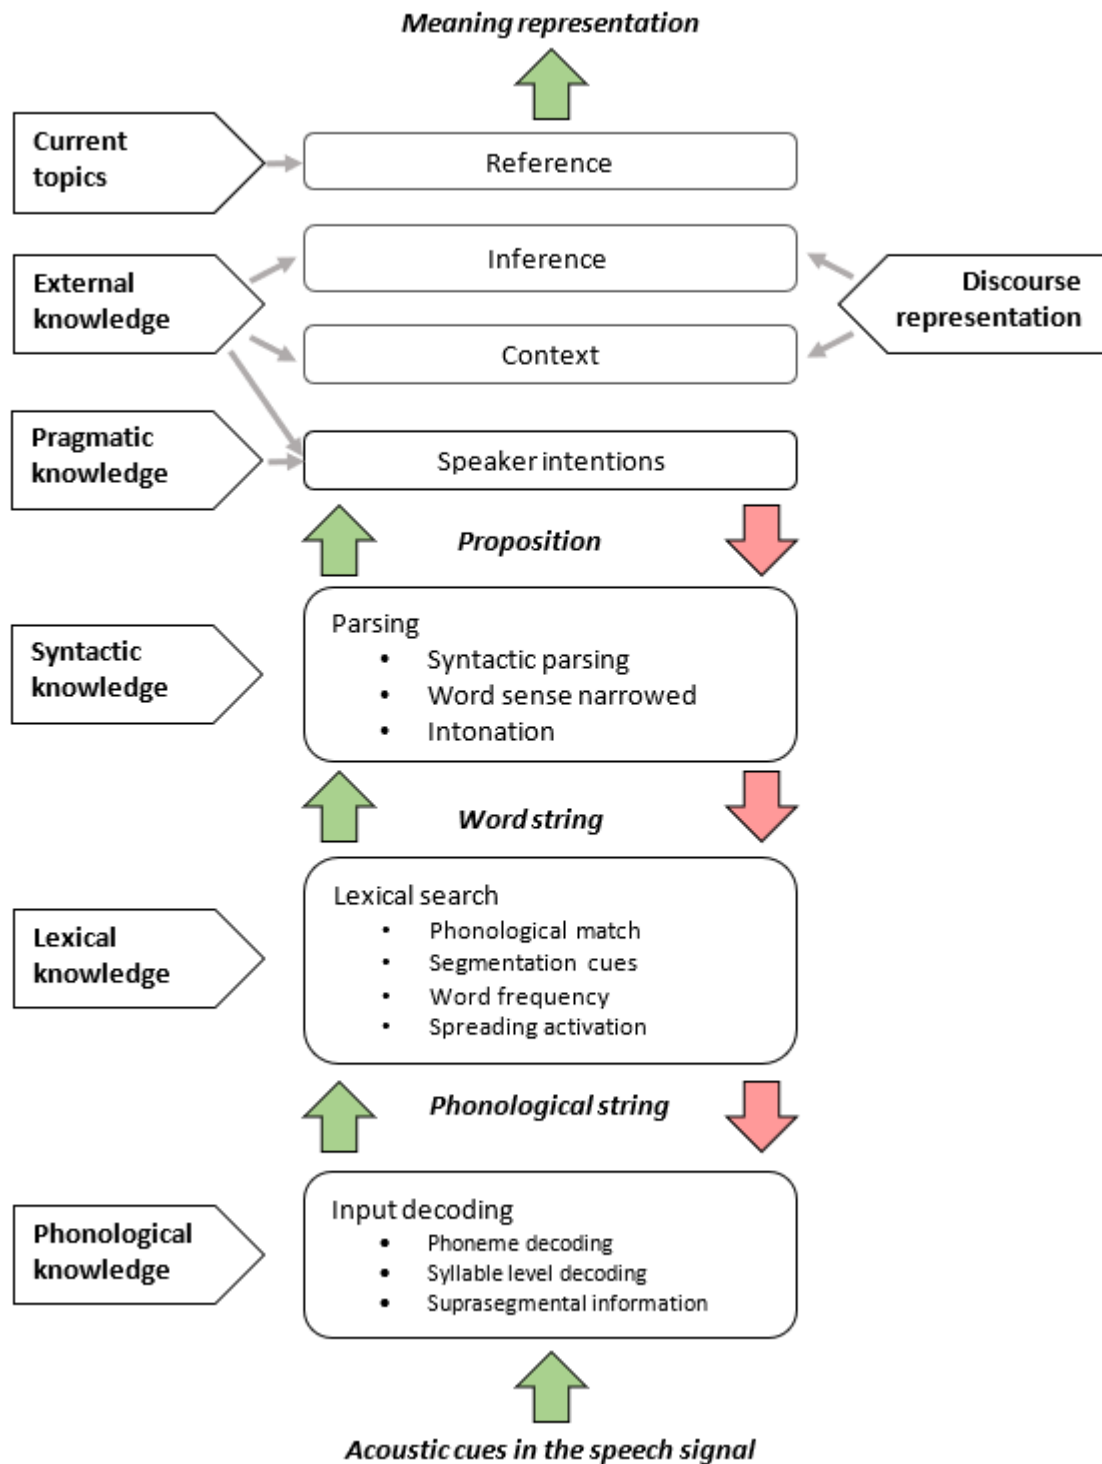 Meaning representation
Current
topics
Reference
External
knowledge
Inference
Discourse
representation
Context
Pragmatic
knowledge
Speaker intentions
Proposition
Syntactic
knowledge
Parsing
• Syntactic parsing
• Word sense narrowed
• Intonation
Word string
Lexical
knowledge
Lexical search
• Phonological match
• Segmentation cues
• Word frequency
• Spreading activation
Phonological string
Phonological
knowledge
Input decoding
• Phoneme decoding
• Syllable level decoding
• Suprasegmental information
Acoustic cues in the speech signal